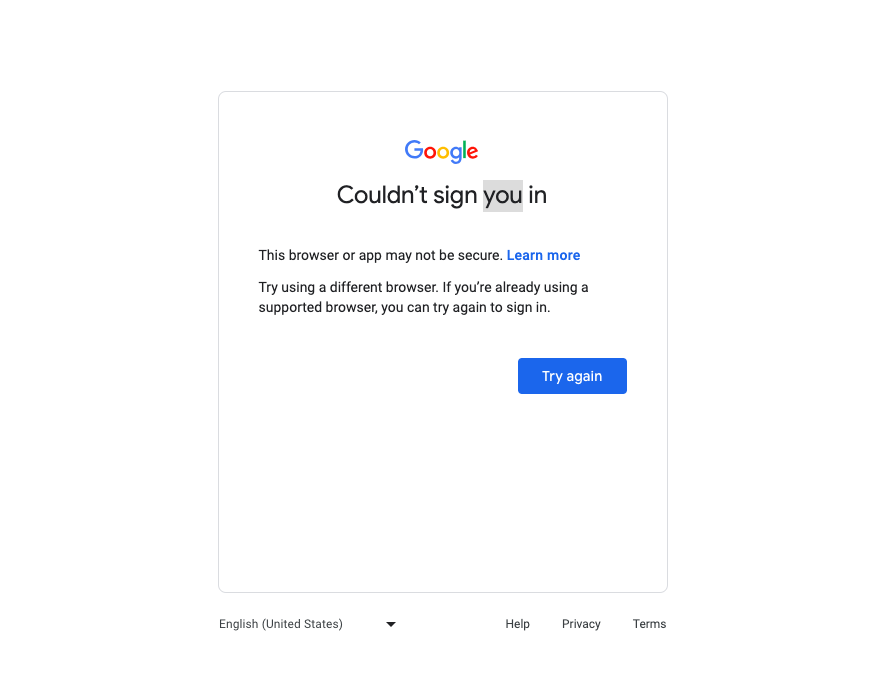 Google
Couldn’t sign you in
This browser or app may not be secure. Learn more
Try using a different browser. If you’re already using a
supported browser, you can try again to sign in.
Try again
English (United States) Help Privacy Terms